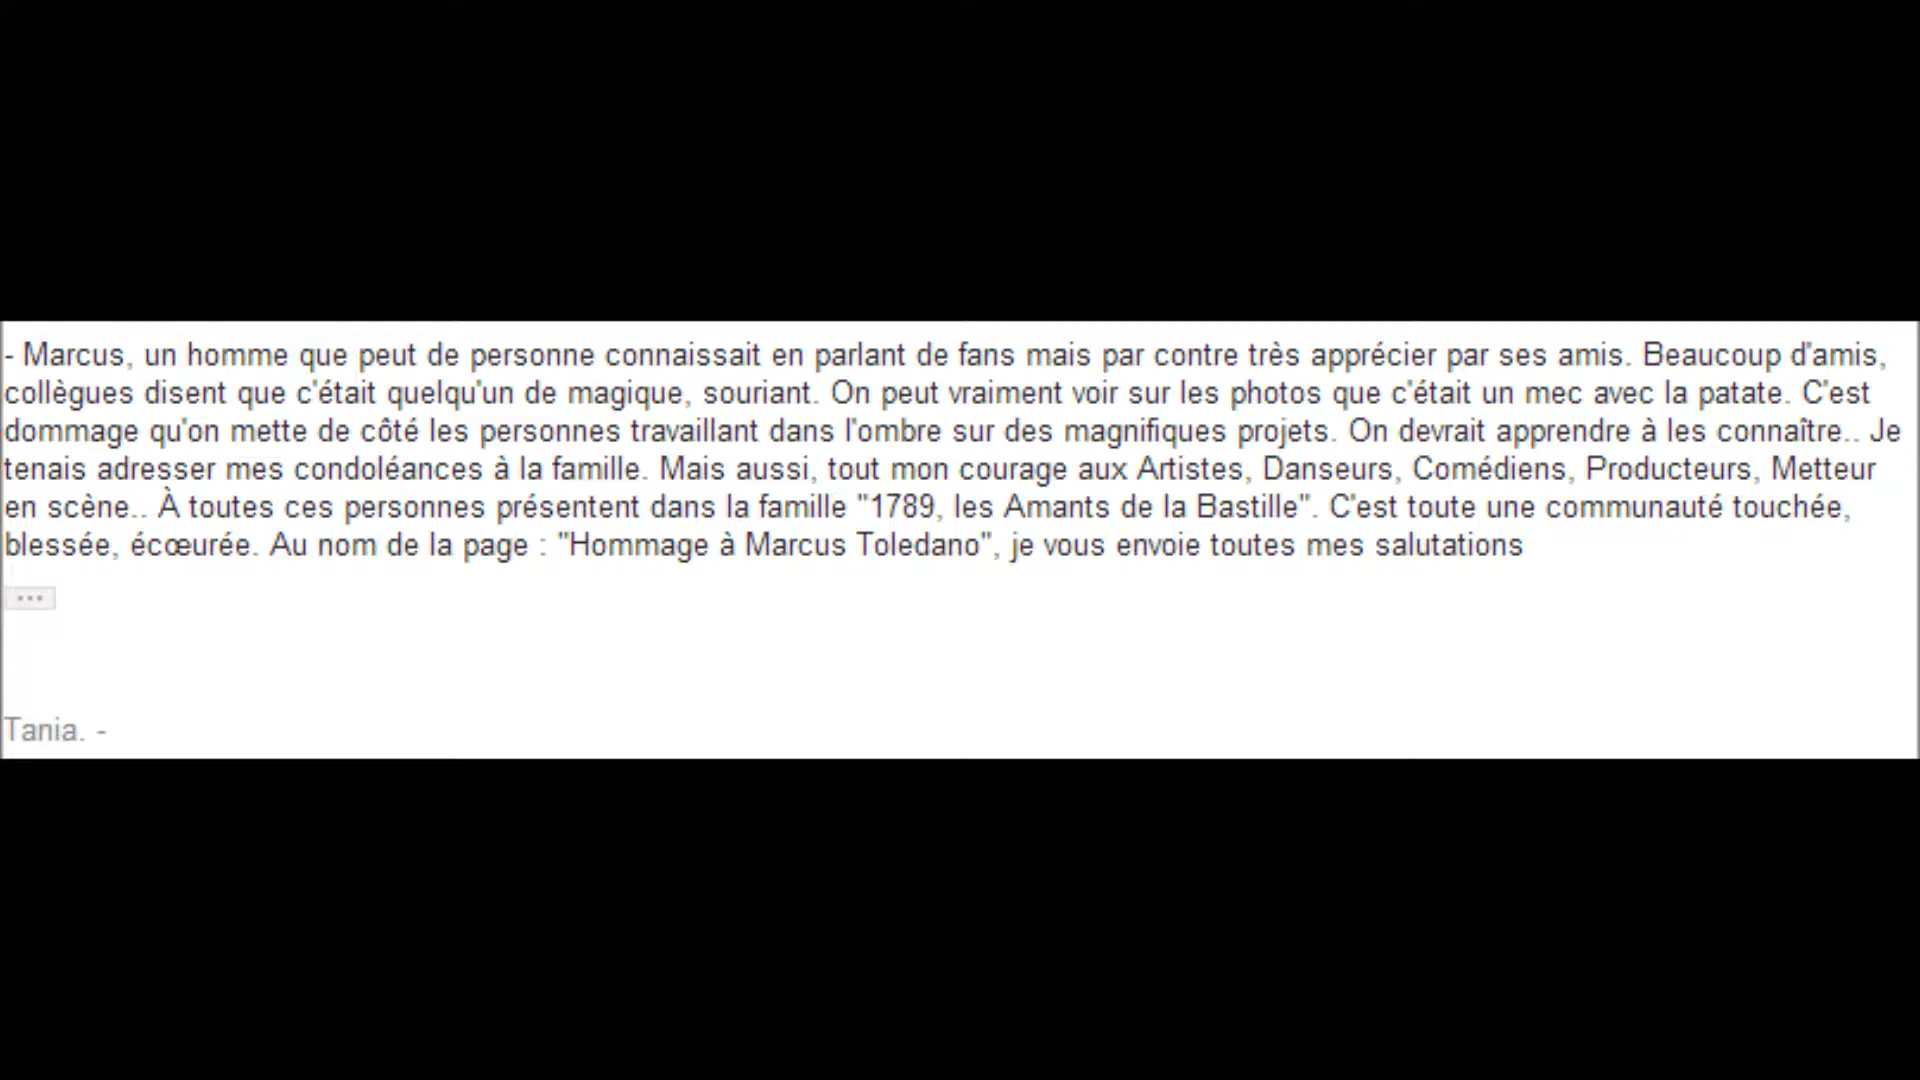 - Marcus, un homme que peut de personne connaissait en parlant de fans mais par contre très apprécier par ses amis. Beaucoup d'amis,
collègues disent que c'était quelqu'un de magique, souriant. On peut vraiment voir sur les photos que c'était un mec avec la patate. C'est
dommage qu'on mette de côté les personnes travaillant dans l'ombre sur des magnifiques projets. On devrait apprendre à les connaître.. Je
tenais adresser mes condoléances à la famille. Mais aussi, tout mon courage aux Artistes, Danseurs, Comédiens, Producteurs, Metteur
en scène.. À toutes ces personnes présentent dans la famille "1789, les Amants de la Bastille". C'est toute une communauté touchée,
blessée, écœurée. Au nom de la page : "Hommage à Marcus Toledano", je vous envoie toutes mes salutations
...
Tania. -